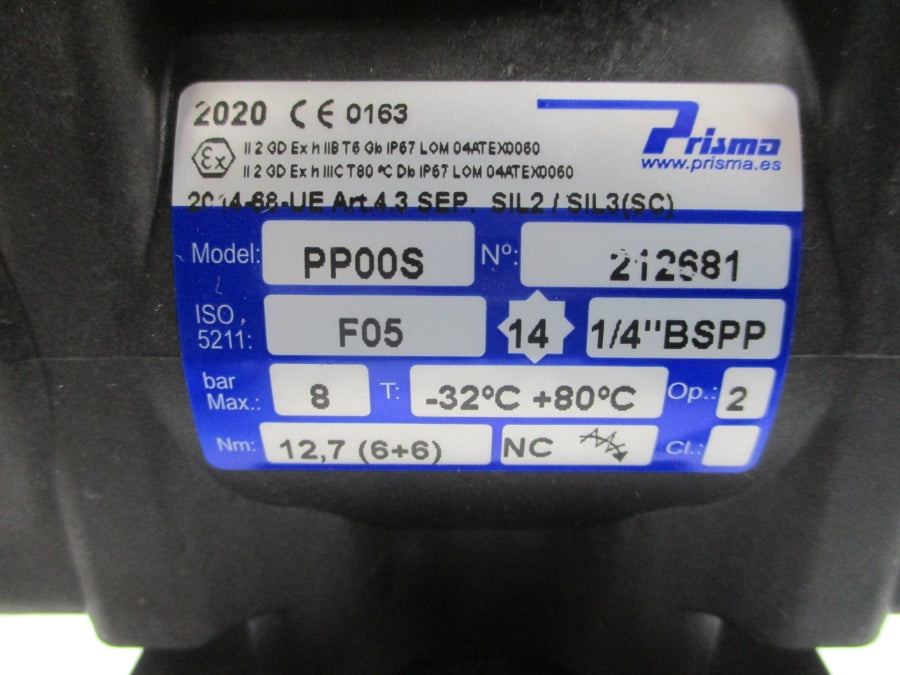 2020 CE 0163
Prisma
Ex II 2 GD Ex h IIB T6 Gb IP67 LOM 04ATEX0060
II 2 GD Ex h IIIC T80 ºC Db IP67 LOM 04ATEX0060
www.prisma.es
2014-68-UE Art.4.3 SEP. SIL2 / SIL3(SC)
Model: PP00S Nº: 212681
ISO 5211: F05 14 1/4"BSPP
bar Max.: 8 T: -32ºC +80ºC Op.: 2
Nm: 12,7 (6+6) NC Cl.: